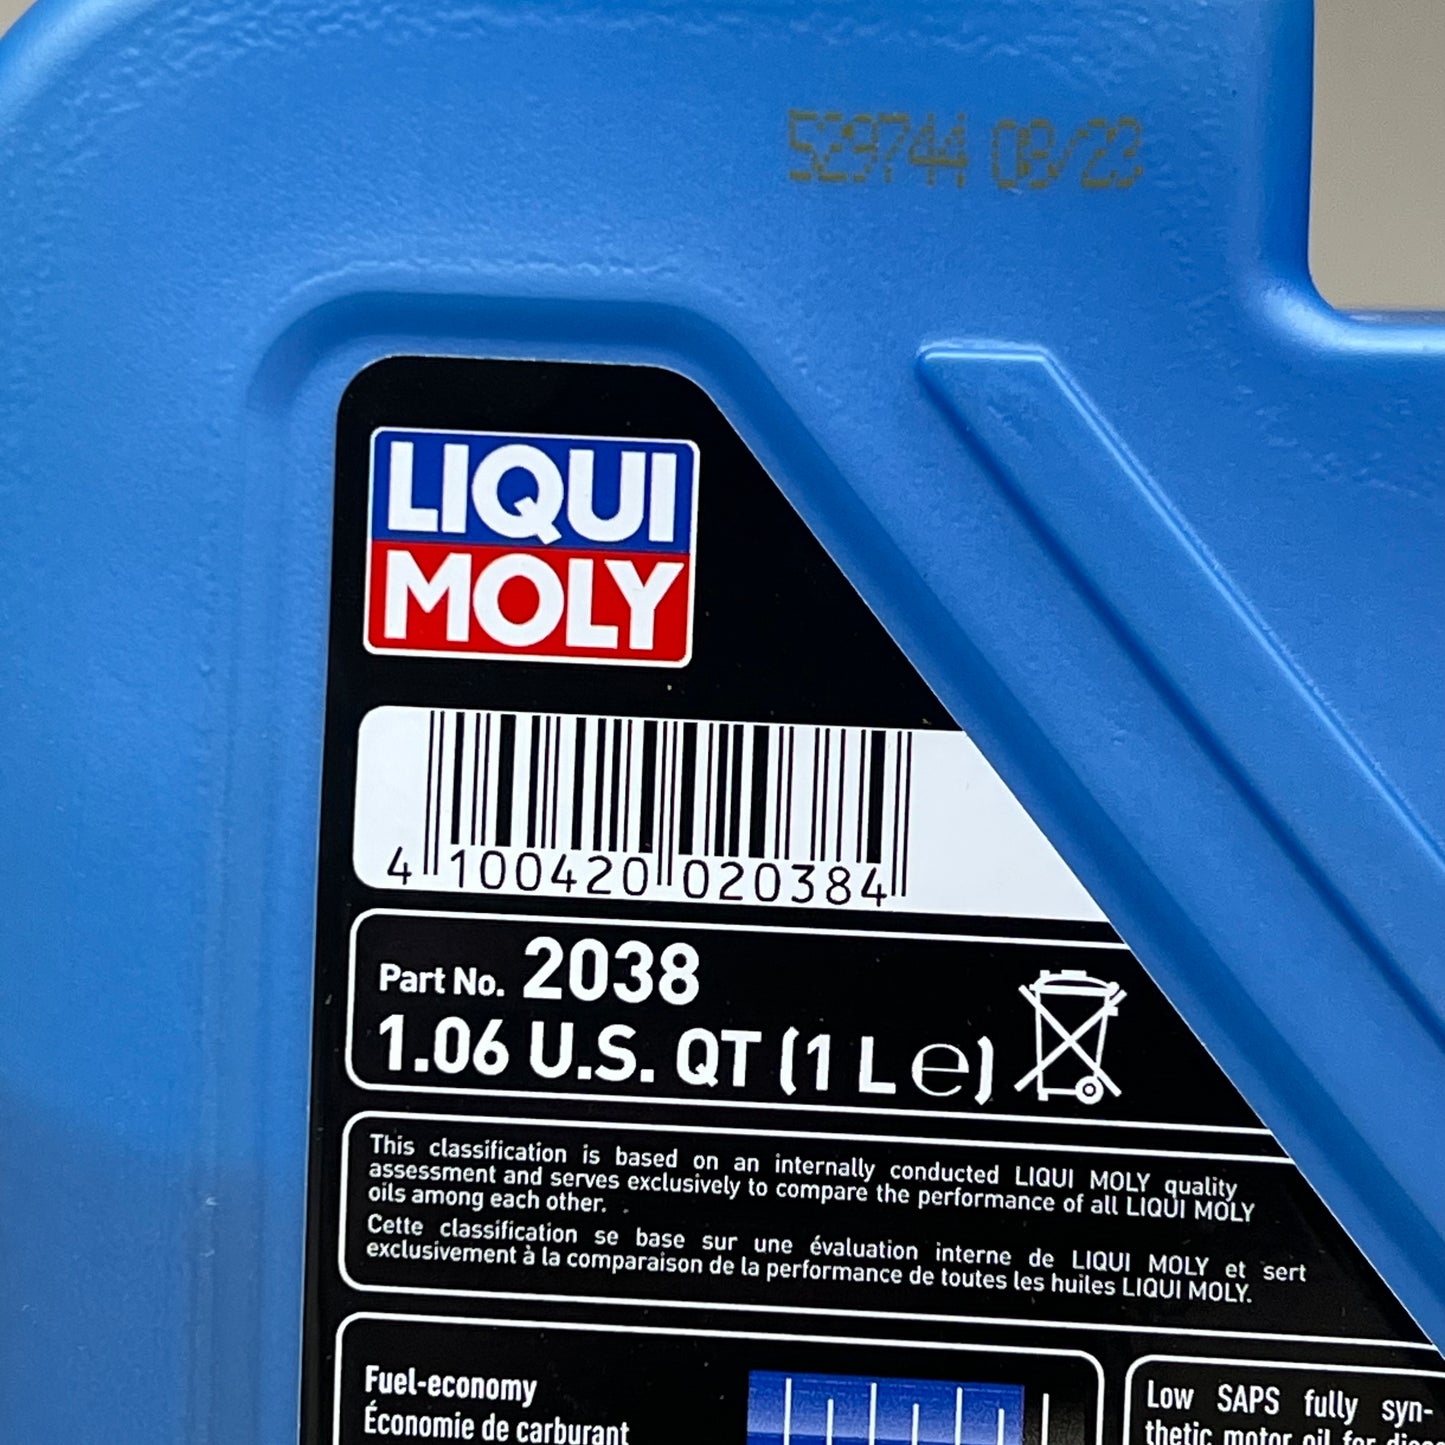 529744 08/23
LIQUI
MOLY
4 100420 020384
Part No. 2038
1.06 U.S. QT (1 L ℮)
This classification is based on an internally conducted LIQUI MOLY quality
assessment and serves exclusively to compare the performance of all LIQUI MOLY
oils among each other.
Cette classification se base sur une évaluation interne de LIQUI MOLY et sert
exclusivement à la comparaison de la performance de toutes les huiles LIQUI MOLY.
Fuel-economy
Économie de carburant
Low SAPS fully syn-
thetic motor oil for